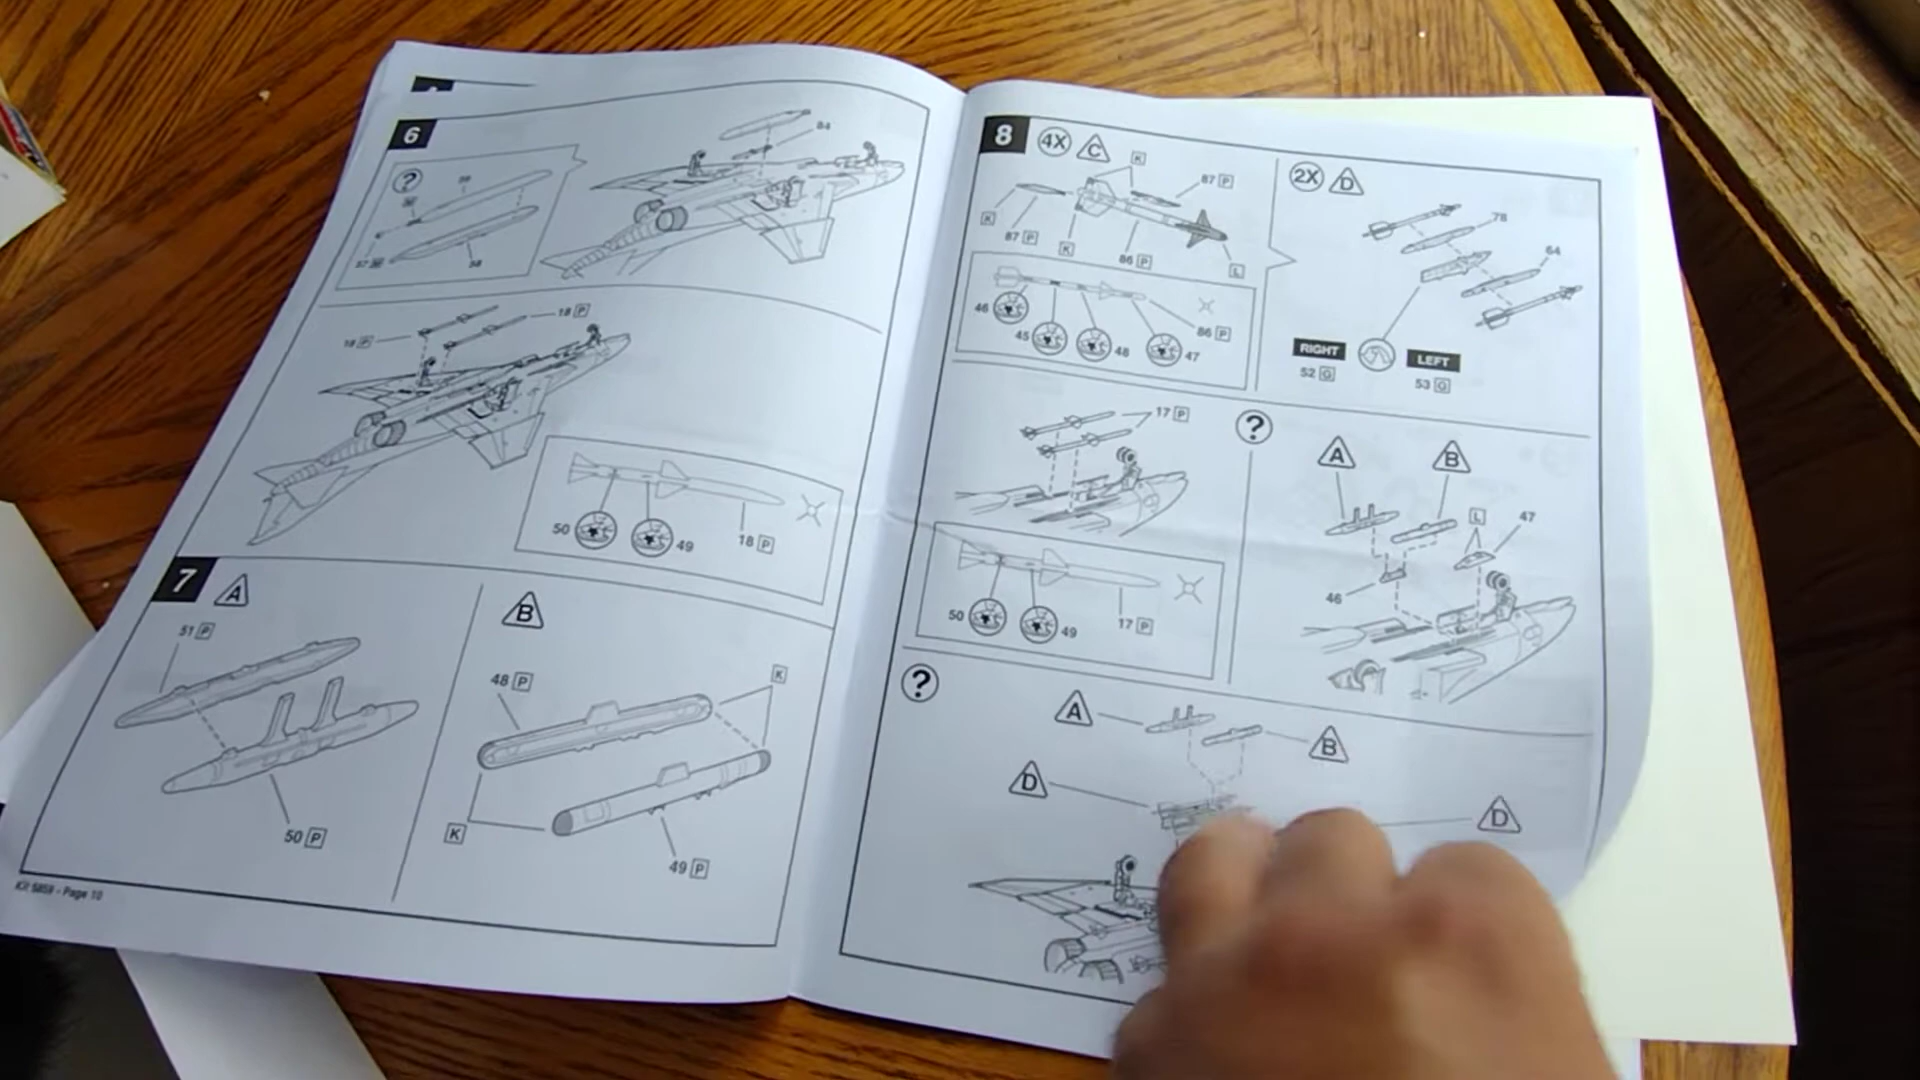 6
84
?
58
18 P
18 P
50
49
18 P
7
A
51 P
50 P
B
48 P
K
K
49 P
Kit 5859 - Page 10
8
4X
C
K
87 P
K
87 P
K
86 P
L
46
45
48
47
86 P
2X
D
78
64
RIGHT
52 G
LEFT
53 G
17 P
50
49
17 P
?
A
B
L
47
46
?
A
B
D
D